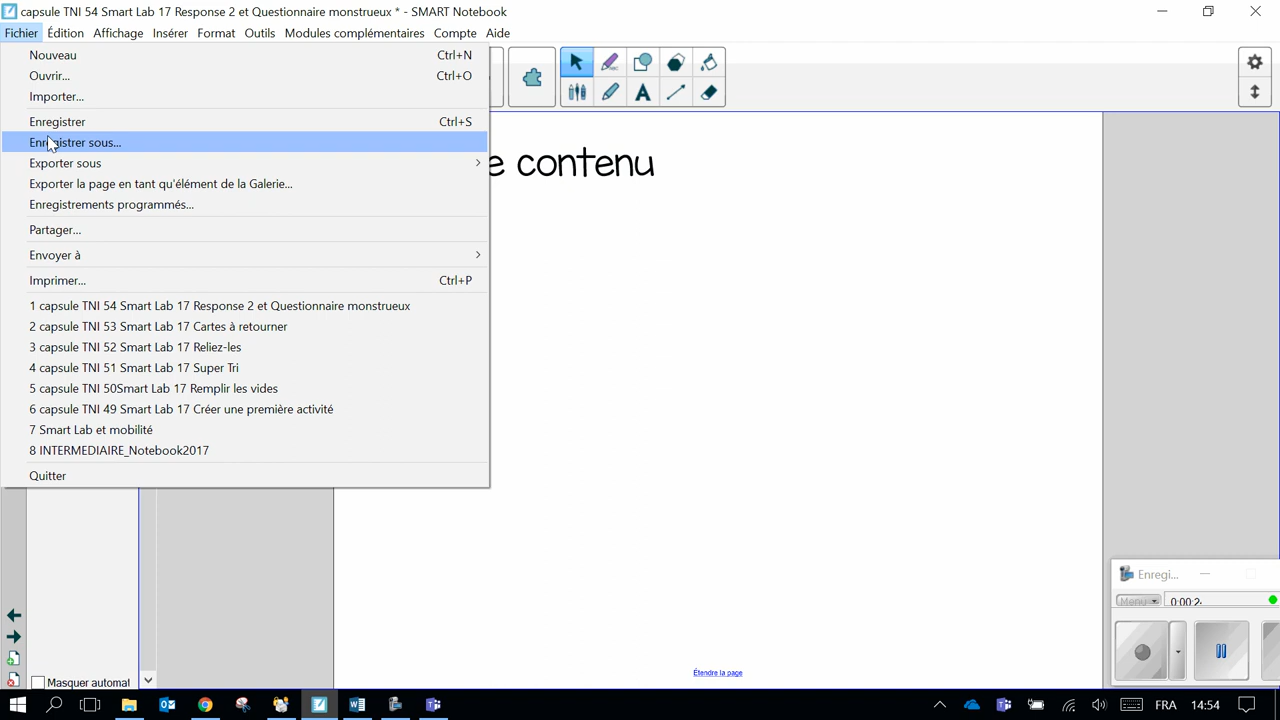 capsule TNI 54 Smart Lab 17 Response 2 et Questionnaire monstrueux * - SMART Notebook
Fichier Édition Affichage Insérer Format Outils Modules complémentaires Compte Aide
Nouveau Ctrl+N
Ouvrir... Ctrl+O
Importer...
Enregistrer Ctrl+S
Enregistrer sous...
Exporter sous
Exporter la page en tant qu'élément de la Galerie...
Enregistrements programmés...
Partager...
Envoyer à
Imprimer... Ctrl+P
1 capsule TNI 54 Smart Lab 17 Response 2 et Questionnaire monstrueux
2 capsule TNI 53 Smart Lab 17 Cartes à retourner
3 capsule TNI 52 Smart Lab 17 Reliez-les
4 capsule TNI 51 Smart Lab 17 Super Tri
5 capsule TNI 50Smart Lab 17 Remplir les vides
6 capsule TNI 49 Smart Lab 17 Créer une première activité
7 Smart Lab et mobilité
8 INTERMEDIAIRE_Notebook2017
Quitter
e contenu
Enregi...
Menu
Étendre la page
Masquer automat
FRA 14:54